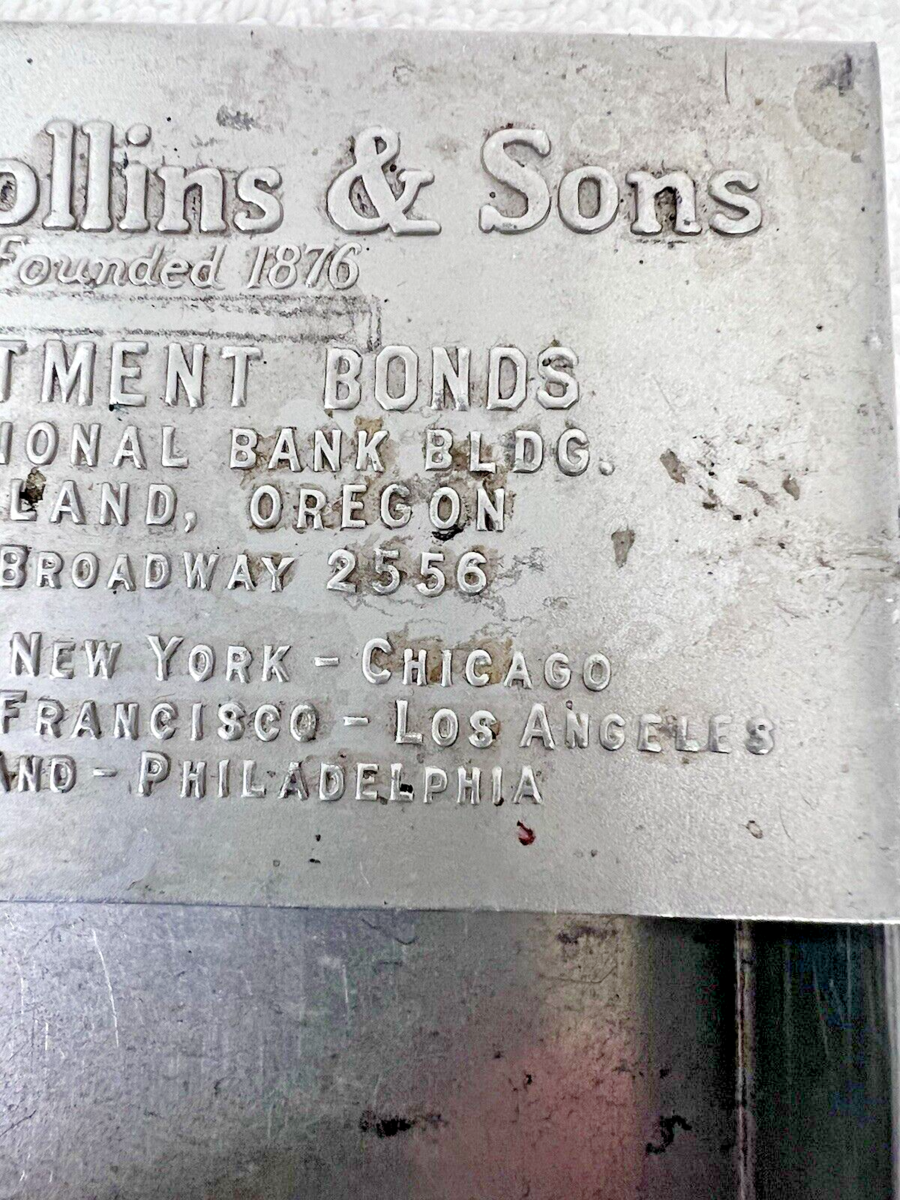 ollins & Sons
Founded 1876
TMENT BONDS
IONAL BANK BLDG.
LAND, OREGON
BROADWAY 2556
NEW YORK - CHICAGO
FRANCISCO - LOS ANGELES
AND - PHILADELPHIA